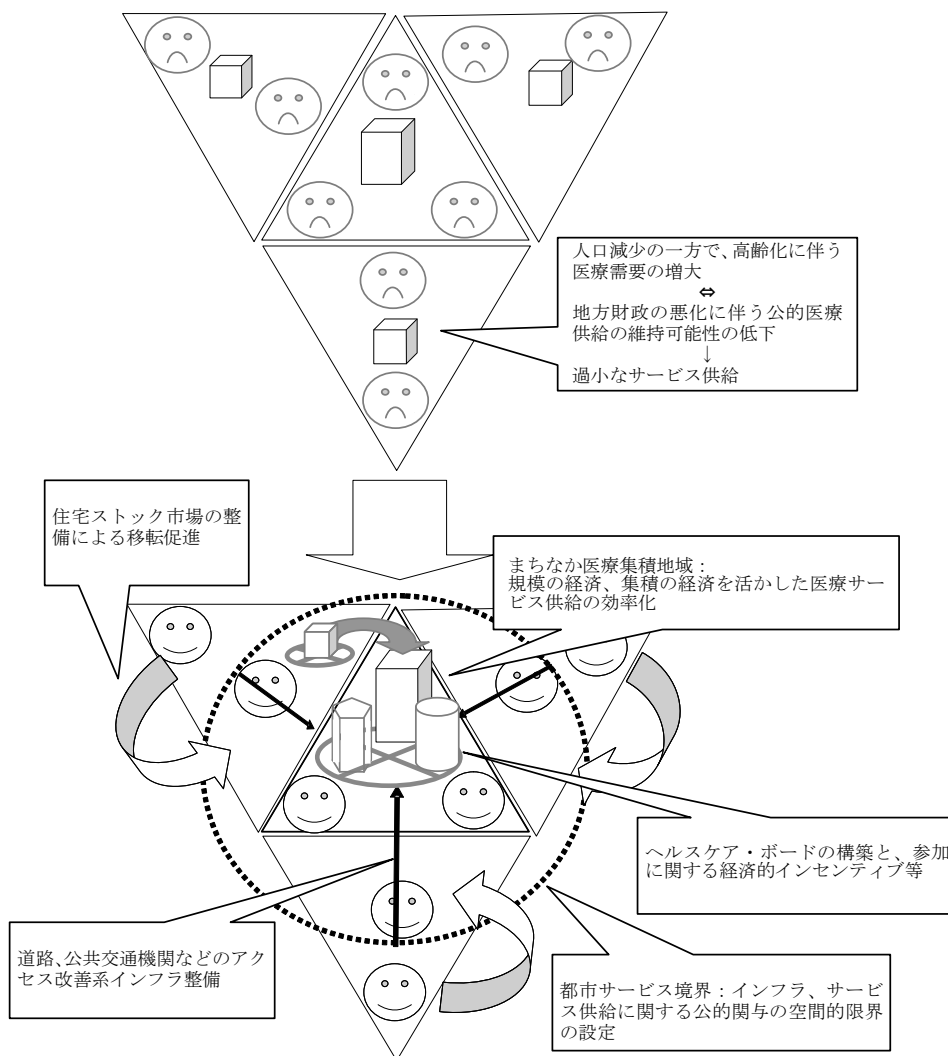 人口減少の一方で、高齢化に伴う
医療需要の増大
⇔
地方財政の悪化に伴う公的医療
供給の維持可能性の低下
↓
過小なサービス供給
住宅ストック市場の整
備による移転促進
まちなか医療集積地域：
規模の経済、集積の経済を活かした医療サー
ビス供給の効率化
ヘルスケア・ボードの構築と、参加
に関する経済的インセンティブ等
道路、公共交通機関などのアク
セス改善系インフラ整備
都市サービス境界：インフラ、サービ
ス供給に関する公的関与の空間的限界
の設定